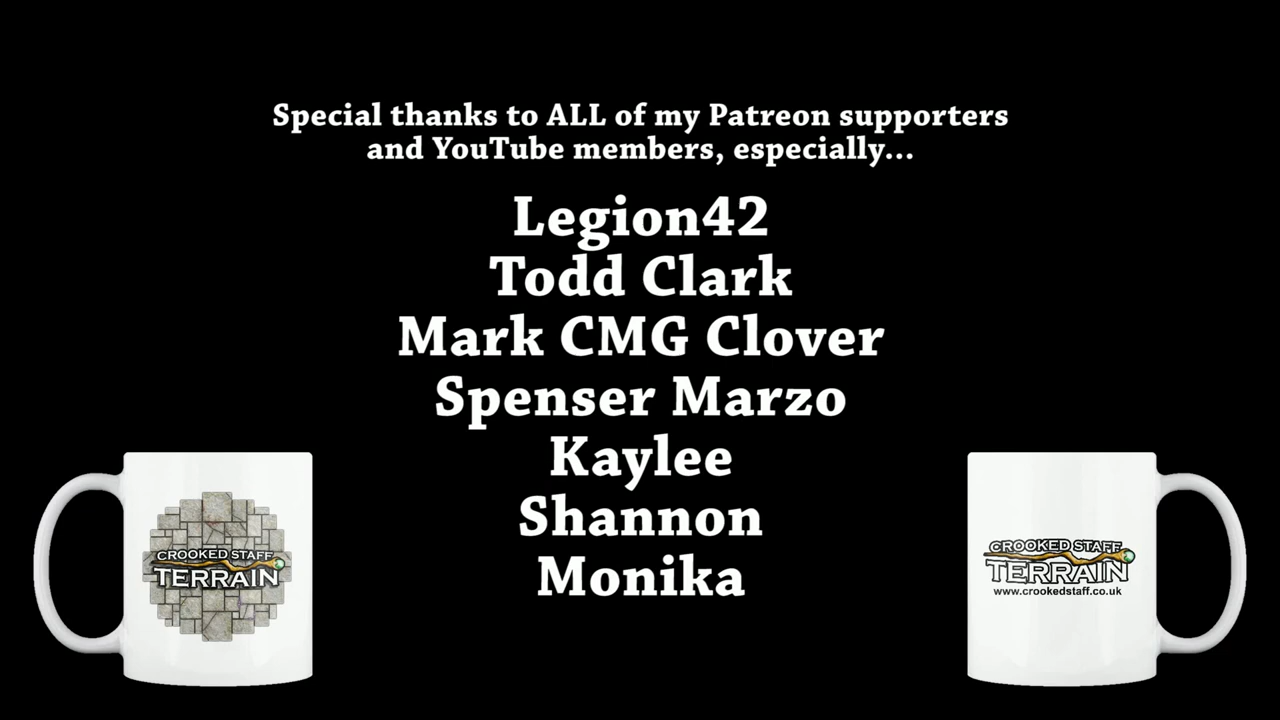 Special thanks to ALL of my Patreon supporters
and YouTube members, especially...
Legion42
Todd Clark
Mark CMG Clover
Spenser Marzo
Kaylee
Shannon
Monika
CROOKED STAFF
TERRAIN
CROOKED STAFF
TERRAIN
www.crookedstaff.co.uk